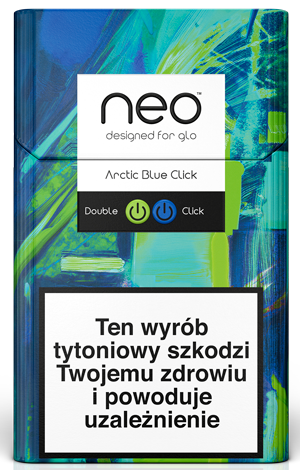 neo™
designed for glo
Arctic Blue Click
Double Click
Ten wyrób
tytoniowy szkodzi
Twojemu zdrowiu
i powoduje
uzależnienie